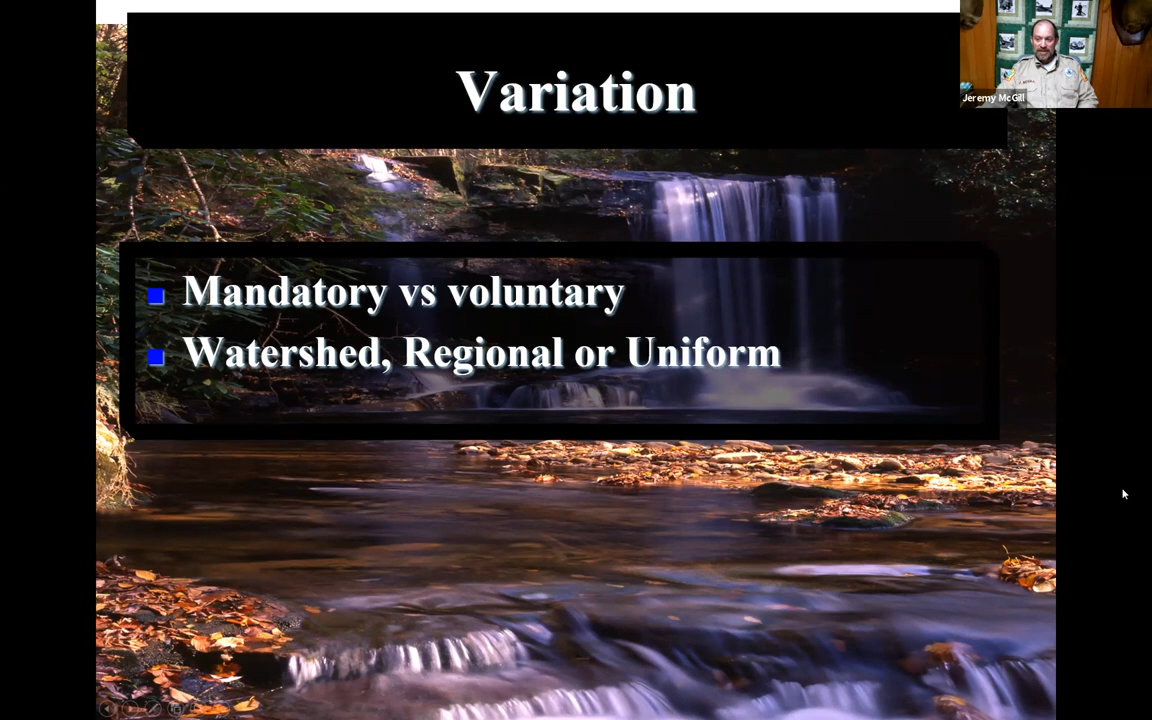 Variation
Jeremy McGill
Mandatory vs voluntary
Watershed, Regional or Uniform